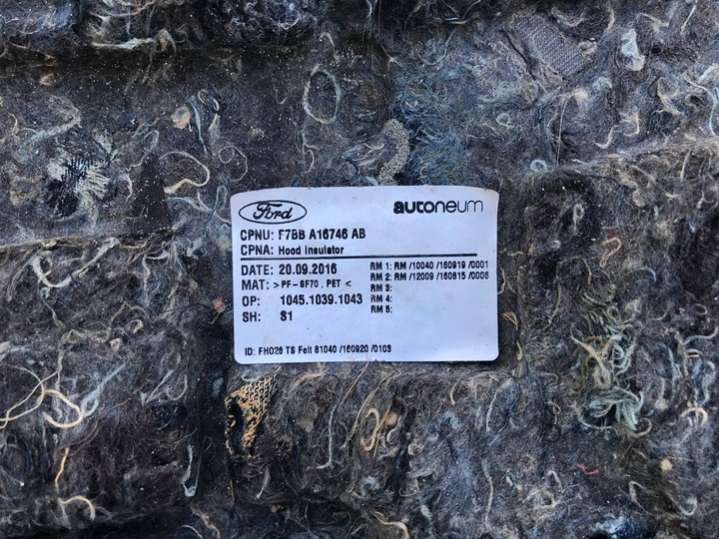 Ford autoneum
CPNU: F7BB A16746 AB
CPNA: Hood Insulator
DATE: 20.09.2016 RM 1: RM /10040 /160919 /0001
MAT: > PF-SF70 , PET < RM 2: RM /12009 /160815 /0006
RM 3:
OP: 1045.1039.1043 RM 4:
SH: S1 RM 5:
ID: FH026 TS Felt 81040 /160920 /0103